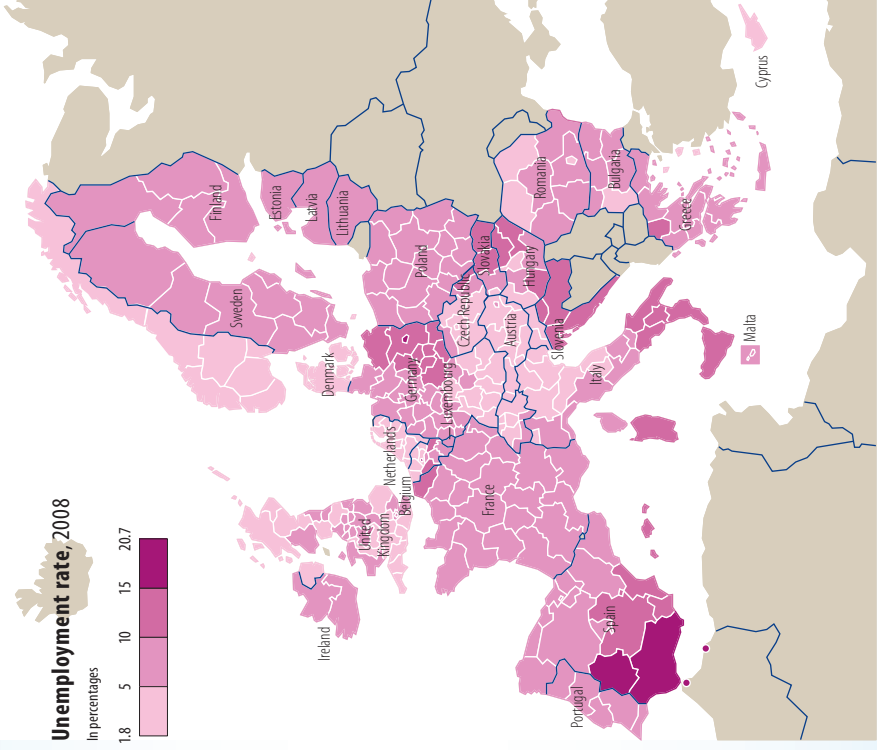 Unemployment rate, 2008
In percentages
1.8
5
10
15
20.7
Finland
Estonia
Latvia
Lithuania
Sweden
Denmark
Poland
Slovakia
Czech Republic
Hungary
Romania
Bulgaria
Greece
Cyprus
Germany
Luxembourg
Austria
Slovenia
Netherlands
Belgium
United
Kingdom
Ireland
France
Italy
Malta
Spain
Portugal